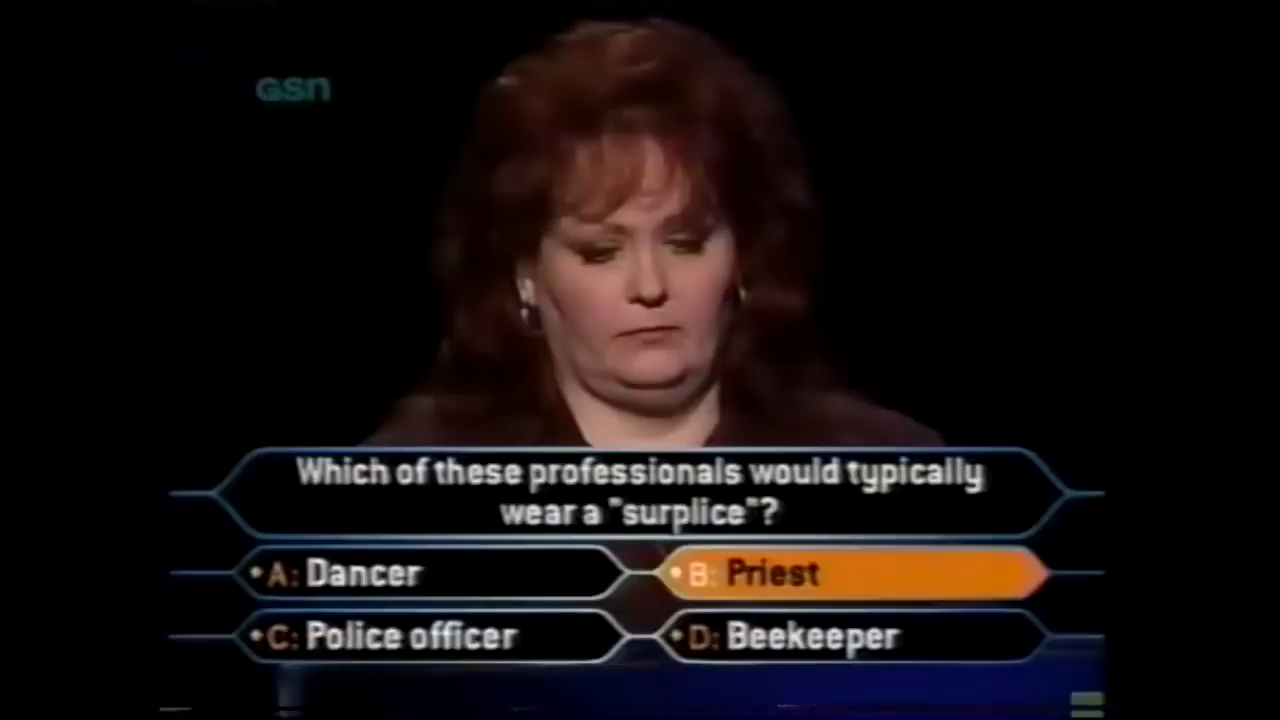 GSN
Which of these professionals would typically
wear a "surplice"?
A: Dancer
B: Priest
C: Police officer
D: Beekeeper